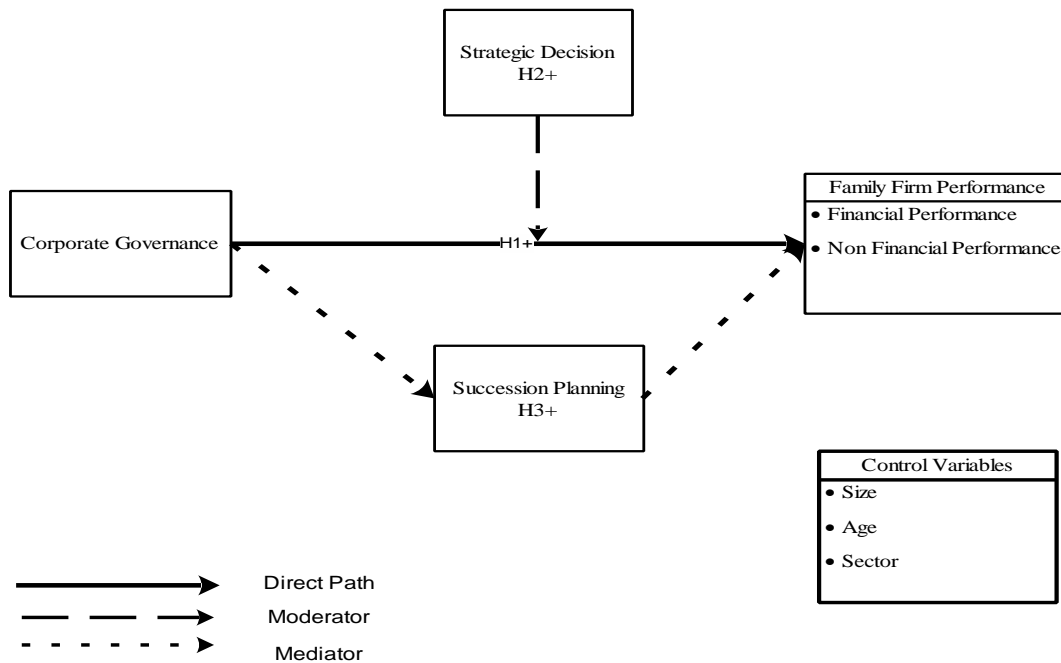 Strategic Decision
H2+
Family Firm Performance
• Financial Performance
• Non Financial Performance
Corporate Governance
H1+
Succession Planning
H3+
Control Variables
• Size
• Age
• Sector
Direct Path
Moderator
Mediator